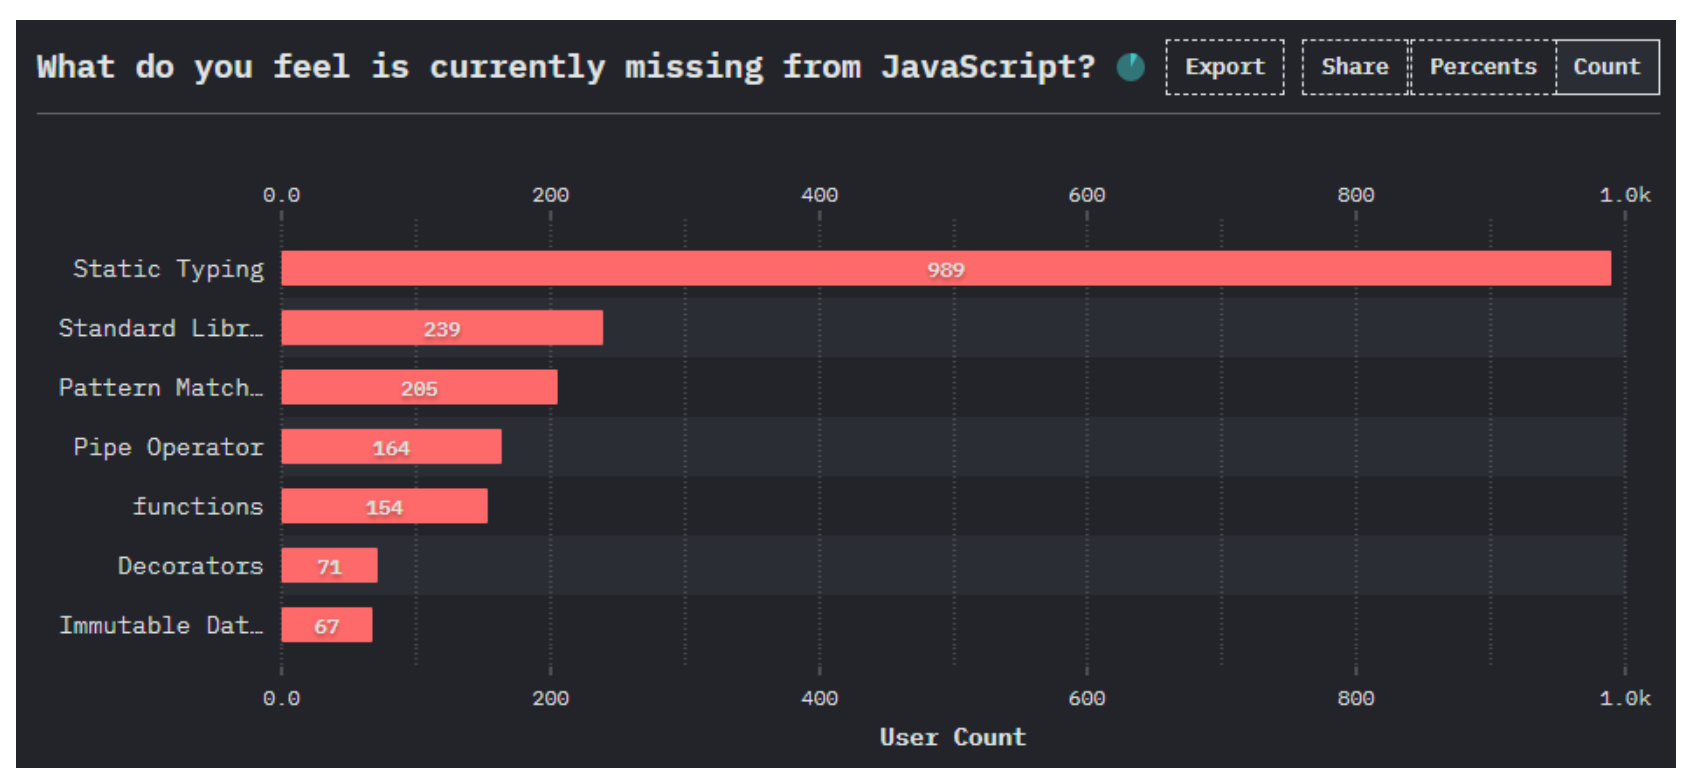 What do you feel is currently missing from JavaScript? Export Share Percents Count
0.0 200 400 600 800 1.0k
Static Typing 989
Standard Libr… 239
Pattern Match… 205
Pipe Operator 164
functions 154
Decorators 71
Immutable Dat… 67
0.0 200 400 600 800 1.0k
User Count